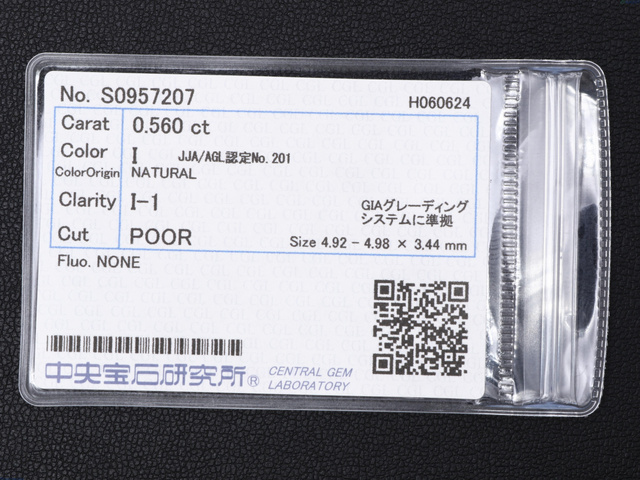 No. S0957207
H060624
Carat 0.560 ct
Color I JJA/AGL認定No.201
ColorOrigin NATURAL
Clarity I-1
GIAグレーディング
システムに準拠
Cut POOR Size 4.92 - 4.98 × 3.44 mm
Fluo. NONE
中央宝石研究所® CENTRAL GEM
LABORATORY